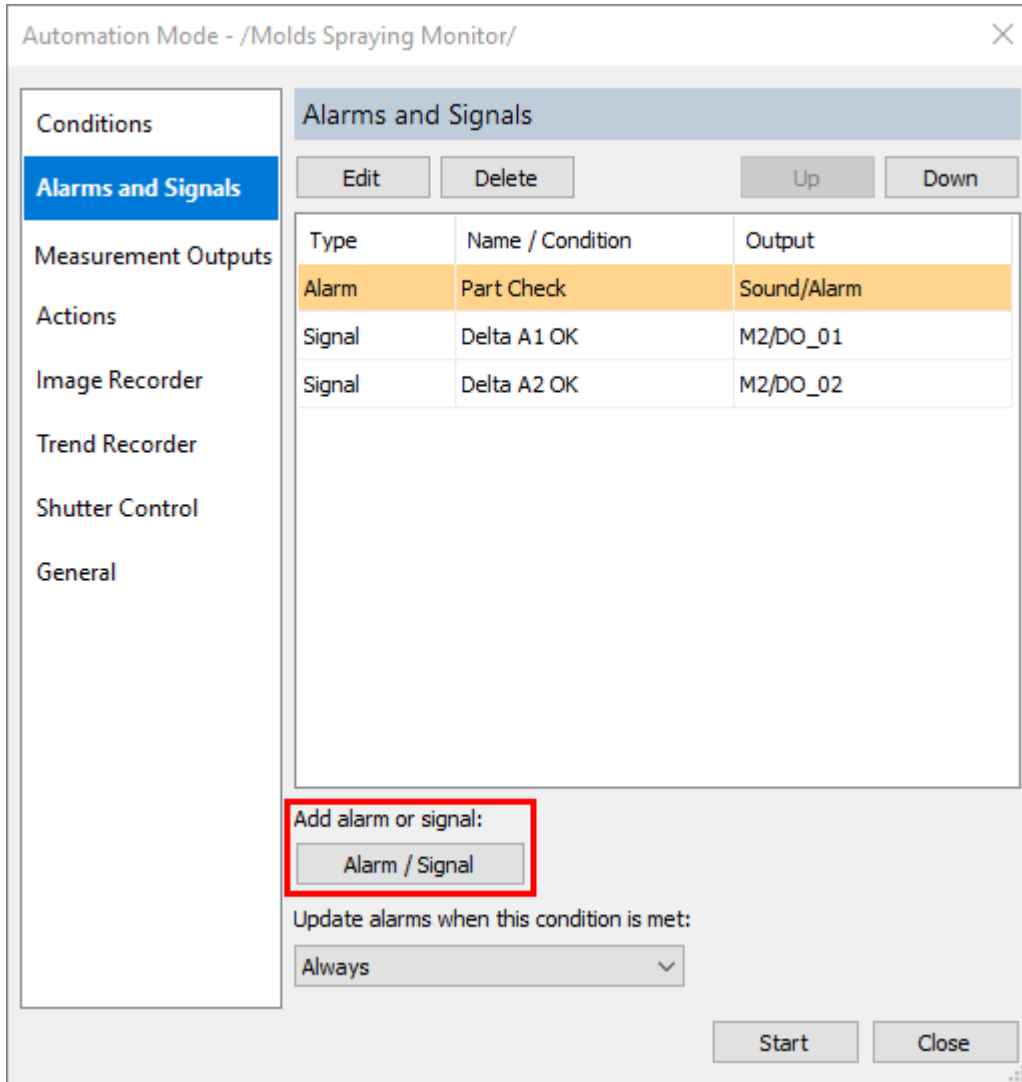 Automation Mode - /Molds Spraying Monitor/
Conditions
Alarms and Signals
Measurement Outputs
Actions
Image Recorder
Trend Recorder
Shutter Control
General
Alarms and Signals
Edit Delete Up Down
Type Name / Condition Output
Alarm Part Check Sound/Alarm
Signal Delta A1 OK M2/DO_01
Signal Delta A2 OK M2/DO_02
Add alarm or signal:
Alarm / Signal
Update alarms when this condition is met:
Always
Start Close